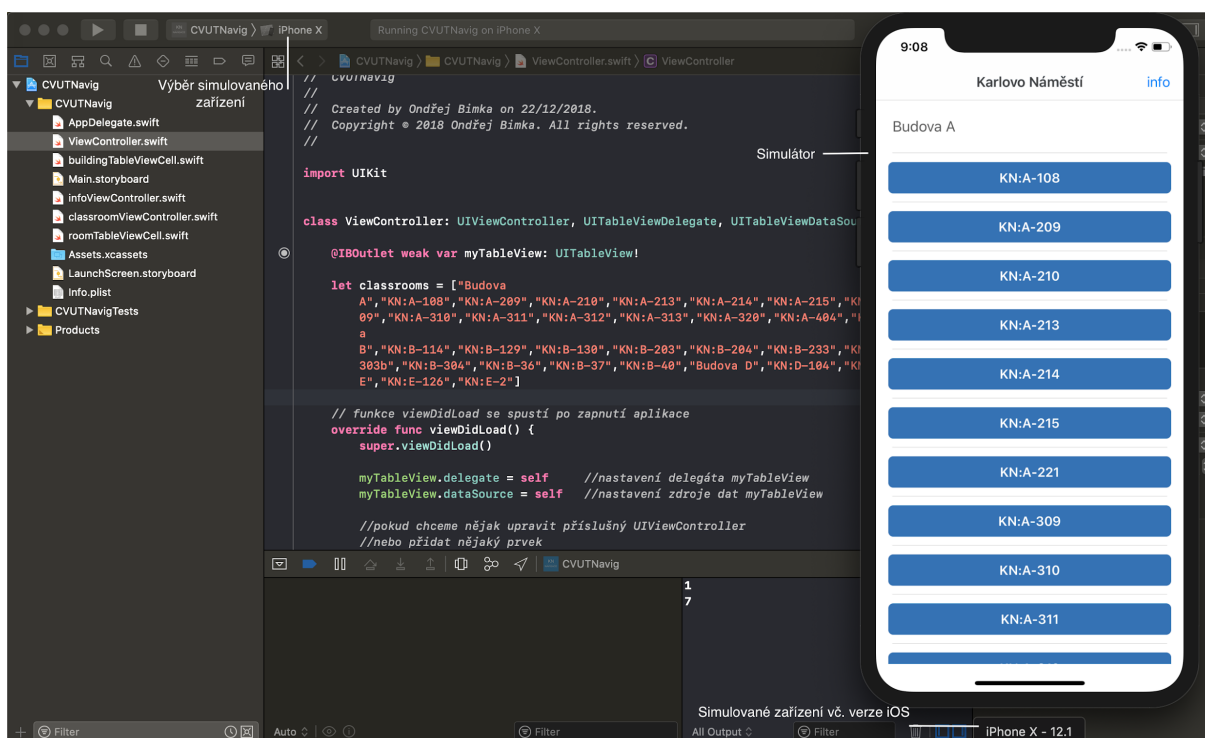 CVUTNavig 〉 iPhone X
Running CVUTNavig on iPhone X
CVUTNavig 〉 CVUTNavig 〉 ViewController.swift 〉 C ViewController
CVUTNavig
Výběr simulovaného
zařízení
CVUTNavig
AppDelegate.swift
ViewController.swift
buildingTableViewCell.swift
Main.storyboard
infoViewController.swift
classroomViewController.swift
roomTableViewCell.swift
Assets.xcassets
LaunchScreen.storyboard
Info.plist
CVUTNavigTests
Products
Filter
// CVUTNavig
//
// Created by Ondřej Bimka on 22/12/2018.
// Copyright © 2018 Ondřej Bimka. All rights reserved.
//
import UIKit
class ViewController: UIViewController, UITableViewDelegate, UITableViewDataSou
@IBOutlet weak var myTableView: UITableView!
let classrooms = ["Budova
A","KN:A-108","KN:A-209","KN:A-210","KN:A-213","KN:A-214","KN:A-215","KN
09","KN:A-310","KN:A-311","KN:A-312","KN:A-313","KN:A-320","KN:A-404","
a
B","KN:B-114","KN:B-129","KN:B-130","KN:B-203","KN:B-204","KN:B-233","KN
303b","KN:B-304","KN:B-36","KN:B-37","KN:B-40","Budova D","KN:D-104","KN
E","KN:E-126","KN:E-2"]
// funkce viewDidLoad se spustí po zapnutí aplikace
override func viewDidLoad() {
super.viewDidLoad()
myTableView.delegate = self //nastavení delegáta myTableView
myTableView.dataSource = self //nastavení zdroje dat myTableView
//pokud chceme nějak upravit příslušný UIViewController
//nebo přidat nějaký prvek
CVUTNavig
1
7
Auto
Filter
All Output
Filter
Simulátor
9:08
Karlovo Náměstí
info
Budova A
KN:A-108
KN:A-209
KN:A-210
KN:A-213
KN:A-214
KN:A-215
KN:A-221
KN:A-309
KN:A-310
KN:A-311
Simulované zařízení vč. verze iOS
iPhone X - 12.1